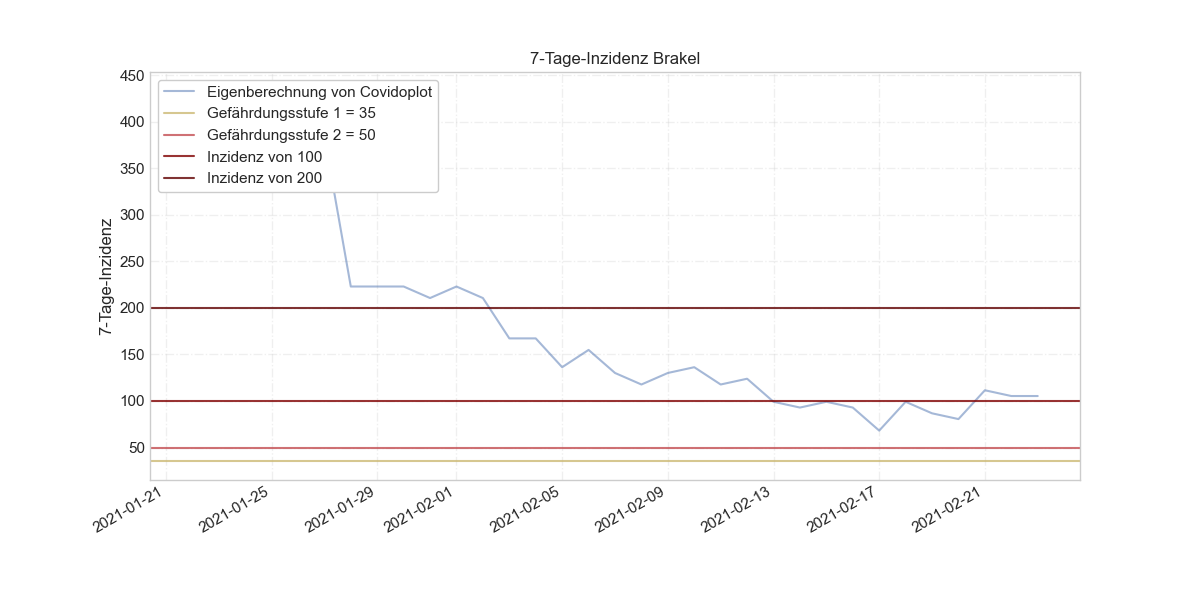 7-Tage-Inzidenz Brakel
7-Tage-Inzidenz
450
400
350
300
250
200
150
100
50
Eigenberechnung von Covidoplot
Gefährdungsstufe 1 = 35
Gefährdungsstufe 2 = 50
Inzidenz von 100
Inzidenz von 200
2021-01-21
2021-01-25
2021-01-29
2021-02-01
2021-02-05
2021-02-09
2021-02-13
2021-02-17
2021-02-21